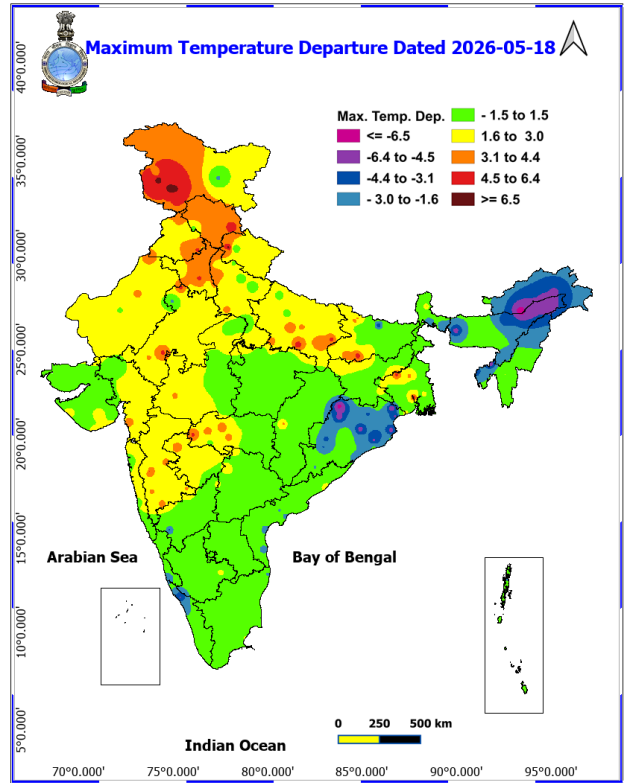 Maximum Temperature Departure Dated 2026-05-18
40°0.000'
35°0.000'
30°0.000'
25°0.000'
20°0.000'
15°0.000'
10°0.000'
5°0.000'
Max. Temp. Dep.
<= -6.5
-6.4 to -4.5
-4.4 to -3.1
- 3.0 to -1.6
- 1.5 to 1.5
1.6 to 3.0
3.1 to 4.4
4.5 to 6.4
>= 6.5
Arabian Sea
Bay of Bengal
Indian Ocean
0 250 500 km
70°0.000' 75°0.000' 80°0.000' 85°0.000' 90°0.000' 95°0.000'